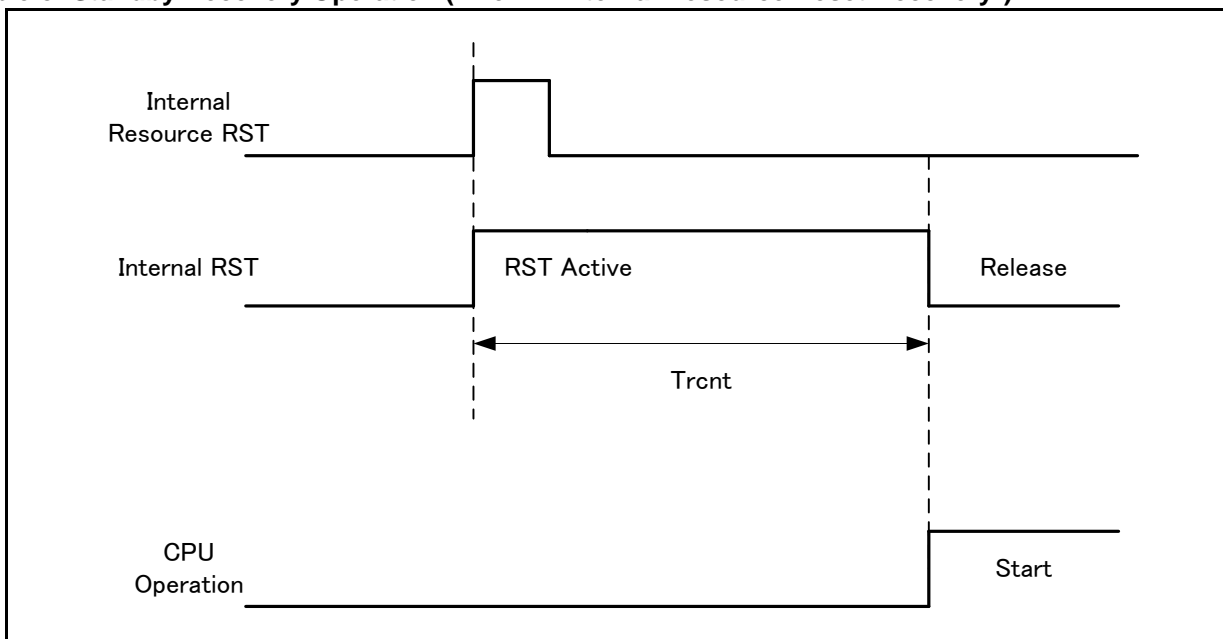 Internal
Resource RST
Internal RST
RST Active
Release
Trcnt
CPU
Operation
Start